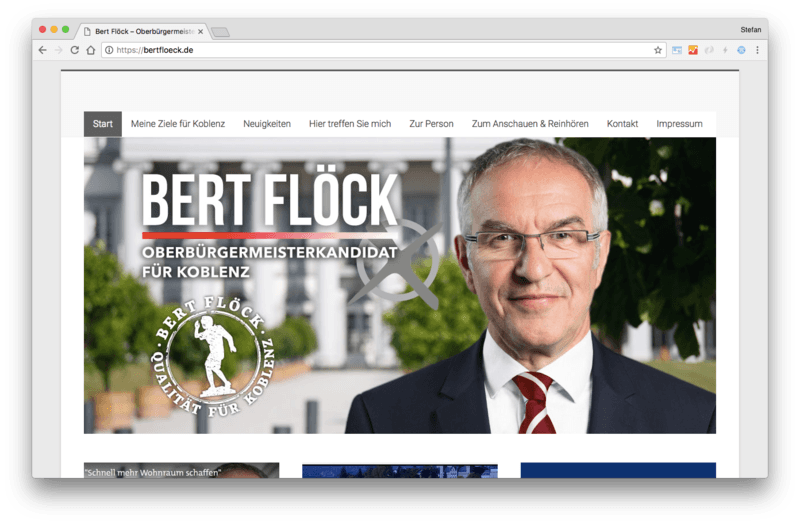 Bert Flöck – Oberbürgermeiste
Stefan
https://bertfloeck.de
Start
Meine Ziele für Koblenz
Neuigkeiten
Hier treffen Sie mich
Zur Person
Zum Anschauen & Reinhören
Kontakt
Impressum
BERT FLÖCK
OBERBÜRGERMEISTERKANDIDAT
FÜR KOBLENZ
· BERT FLÖCK ·
QUALITÄT FÜR KOBLENZ
"Schnell mehr Wohnraum schaffen"